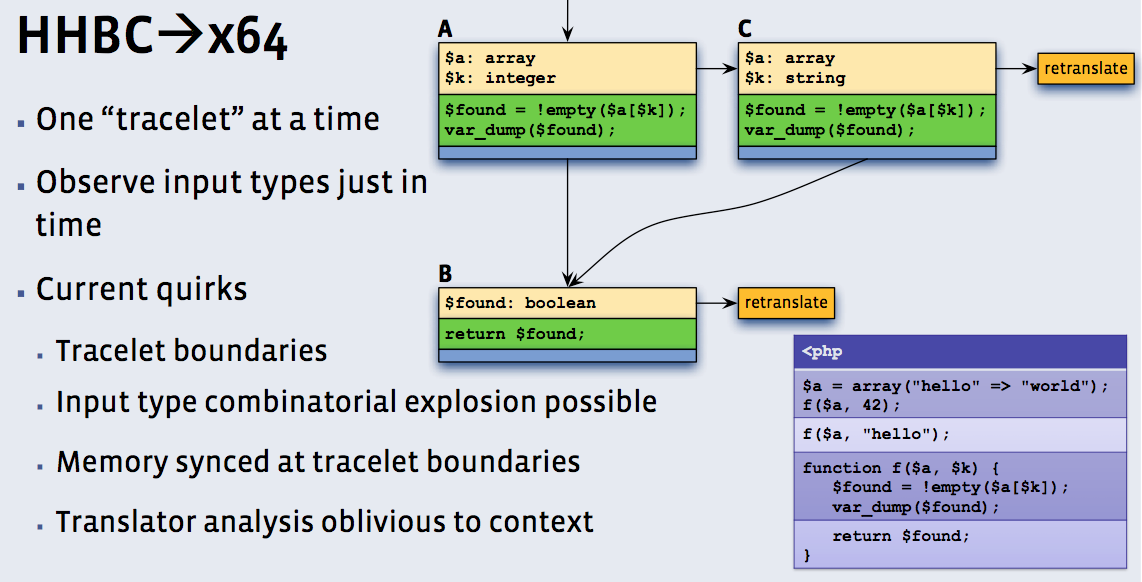 HHBC→x64
One “tracelet” at a time
Observe input types just in
time
Current quirks
Tracelet boundaries
Input type combinatorial explosion possible
Memory synced at tracelet boundaries
Translator analysis oblivious to context
A
$a: array
$k: integer
$found = !empty($a[$k]);
var_dump($found);
C
$a: array
$k: string
$found = !empty($a[$k]);
var_dump($found);
retranslate
B
$found: boolean
return $found;
retranslate
<php
$a = array("hello" => "world");
f($a, 42);
f($a, "hello");
function f($a, $k) {
$found = !empty($a[$k]);
var_dump($found);
return $found;
}